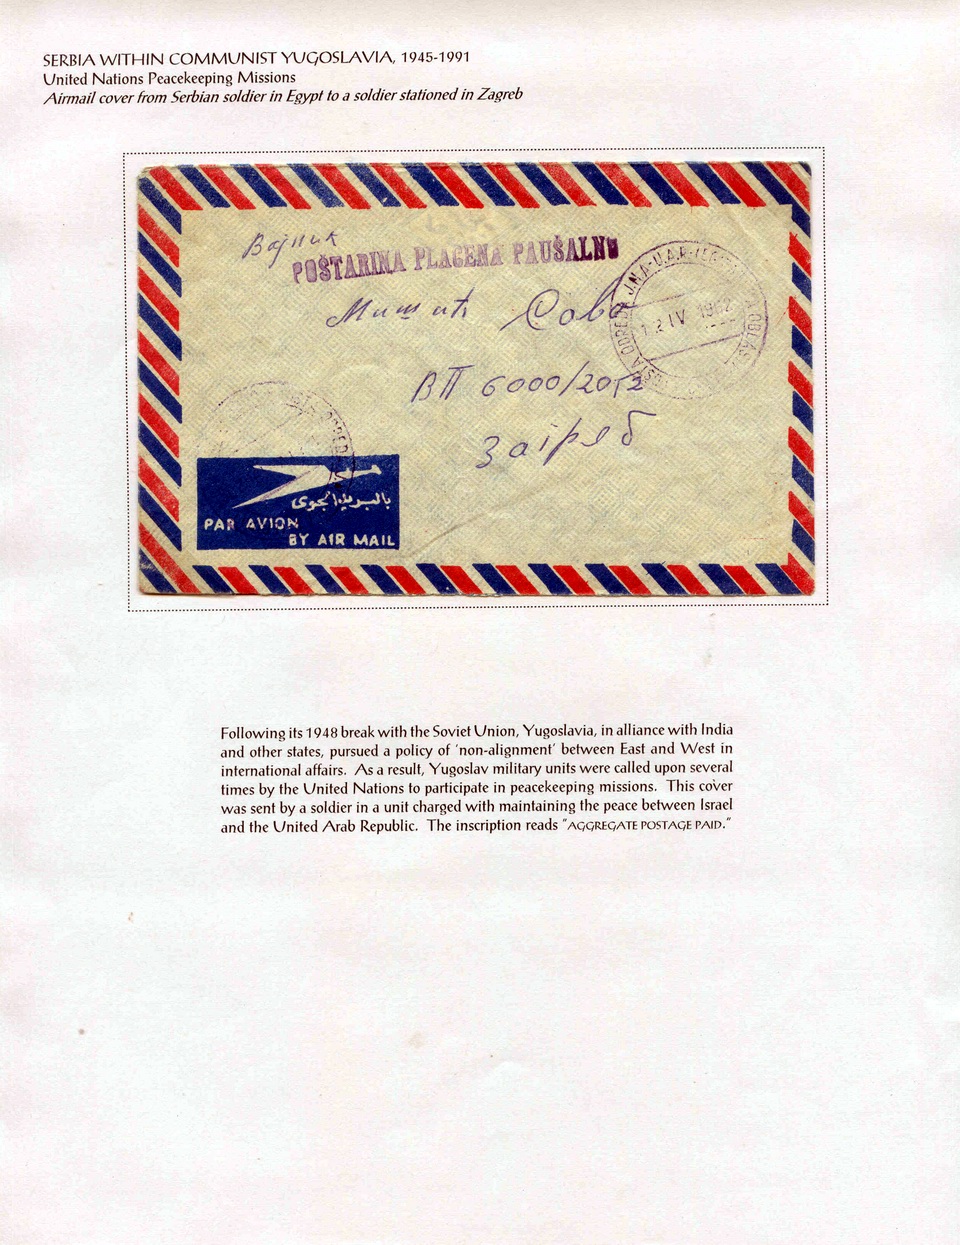 SERBIA WITHIN COMMUNIST YUGOSLAVIA, 1945-1991
United Nations Peacekeeping Missions
Airmail cover from Serbian soldier in Egypt to a soldier stationed in Zagreb
Војник
POŠTARINA PLAĆENA PAUŠALNO
J.N.A-U.A.R.
12 IV 1962
Сава
ВП 6000/20
Загреб
بالبريد الجوى
PAR AVION
BY AIR MAIL
Following its 1948 break with the Soviet Union, Yugoslavia, in alliance with India
and other states, pursued a policy of 'non-alignment' between East and West in
international affairs. As a result, Yugoslav military units were called upon several
times by the United Nations to participate in peacekeeping missions. This cover
was sent by a soldier in a unit charged with maintaining the peace between Israel
and the United Arab Republic. The inscription reads "AGGREGATE POSTAGE PAID."